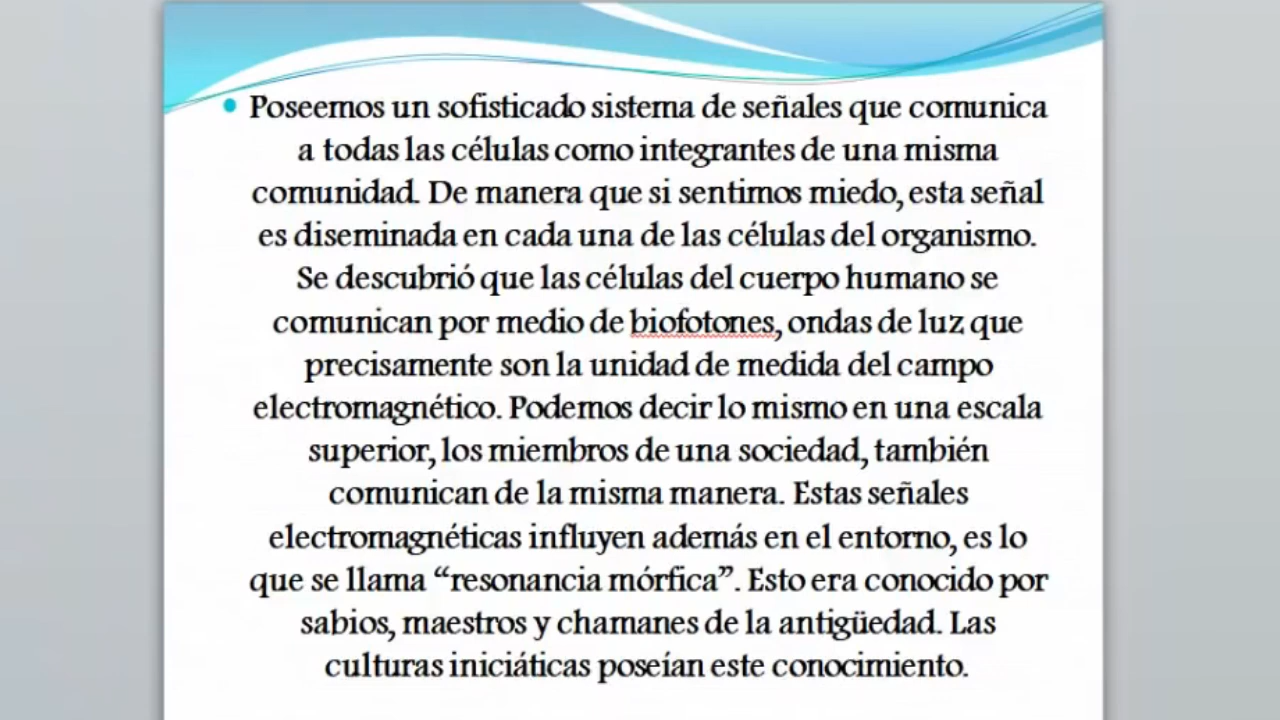 • Poseemos un sofisticado sistema de señales que comunica
a todas las células como integrantes de una misma
comunidad. De manera que si sentimos miedo, esta señal
es diseminada en cada una de las células del organismo.
Se descubrió que las células del cuerpo humano se
comunican por medio de biofotones, ondas de luz que
precisamente son la unidad de medida del campo
electromagnético. Podemos decir lo mismo en una escala
superior, los miembros de una sociedad, también
comunican de la misma manera. Estas señales
electromagnéticas influyen además en el entorno, es lo
que se llama “resonancia mórfica”. Esto era conocido por
sabios, maestros y chamanes de la antigüedad. Las
culturas iniciáticas poseían este conocimiento.